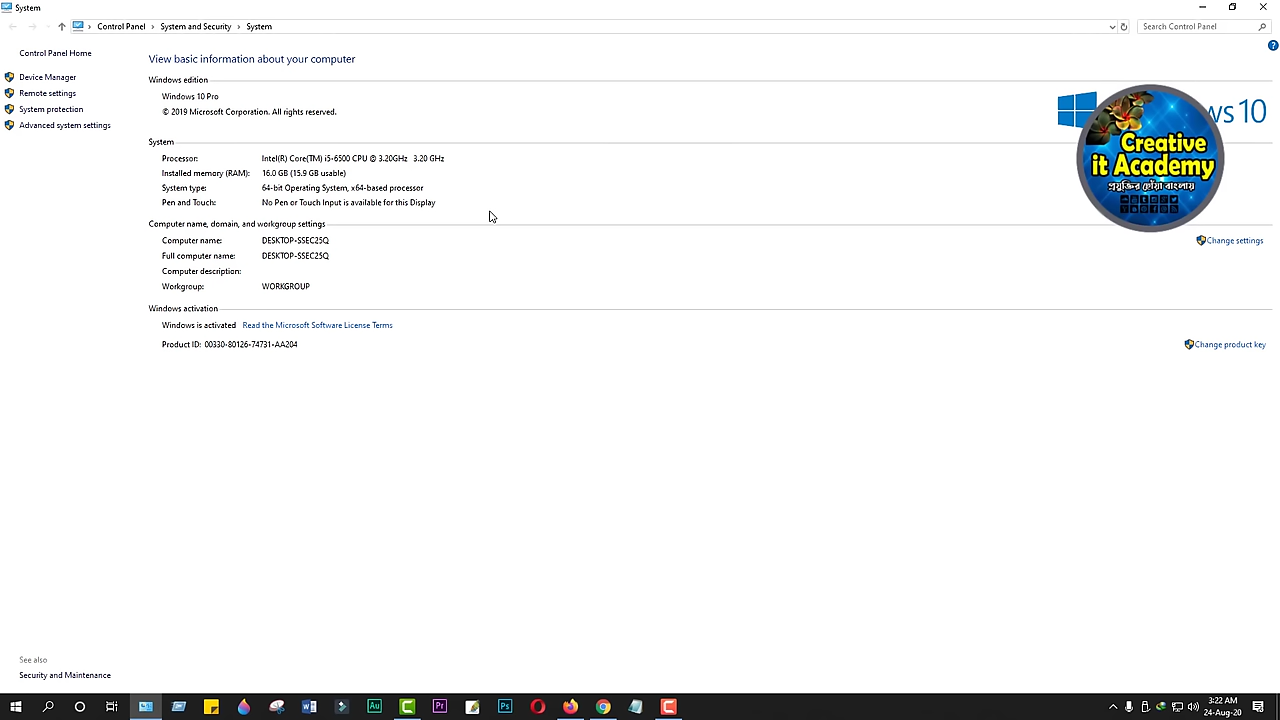 System
Control Panel > System and Security > System
Search Control Panel
Control Panel Home
Device Manager
Remote settings
System protection
Advanced system settings
View basic information about your computer
Windows edition
Windows 10 Pro
© 2019 Microsoft Corporation. All rights reserved.
ws 10
Creative
it Academy
প্রযুক্তির ছোঁয়া বাংলায়
System
Processor: Intel(R) Core(TM) i5-6500 CPU @ 3.20GHz 3.20 GHz
Installed memory (RAM): 16.0 GB (15.9 GB usable)
System type: 64-bit Operating System, x64-based processor
Pen and Touch: No Pen or Touch Input is available for this Display
Computer name, domain, and workgroup settings
Computer name: DESKTOP-SSEC25Q
Change settings
Full computer name: DESKTOP-SSEC25Q
Computer description:
Workgroup: WORKGROUP
Windows activation
Windows is activated Read the Microsoft Software License Terms
Product ID: 00330-80126-74731-AA204
Change product key
See also
Security and Maintenance
Au
Pr
Ps
3:22 AM
24-Aug-20